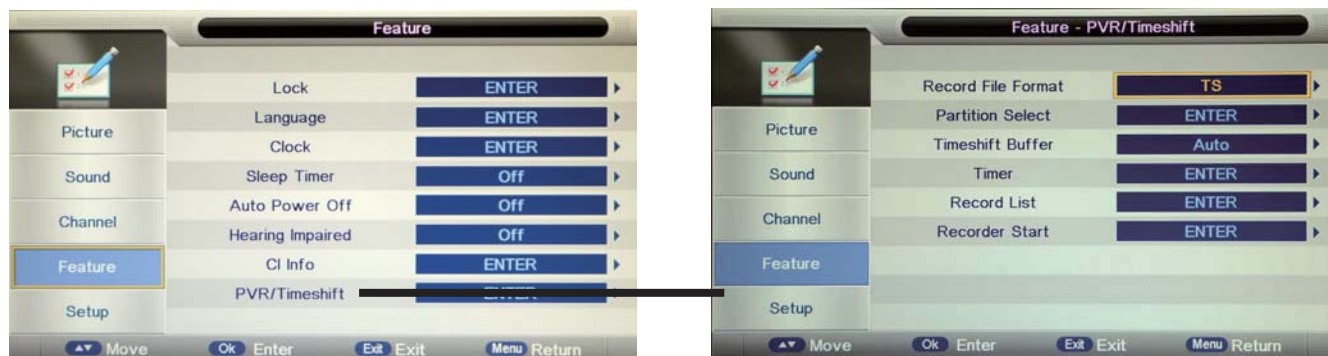 Feature
Lock ENTER
Language ENTER
Clock ENTER
Sleep Timer Off
Auto Power Off Off
Hearing Impaired Off
CI Info ENTER
PVR/Timeshift ENTER
Picture
Sound
Channel
Feature
Setup
Move Ok Enter Exit Exit Menu Return
Feature - PVR/Timeshift
Record File Format TS
Partition Select ENTER
Timeshift Buffer Auto
Timer ENTER
Record List ENTER
Recorder Start ENTER
Picture
Sound
Channel
Feature
Setup
Move Ok Enter Exit Exit Menu Return